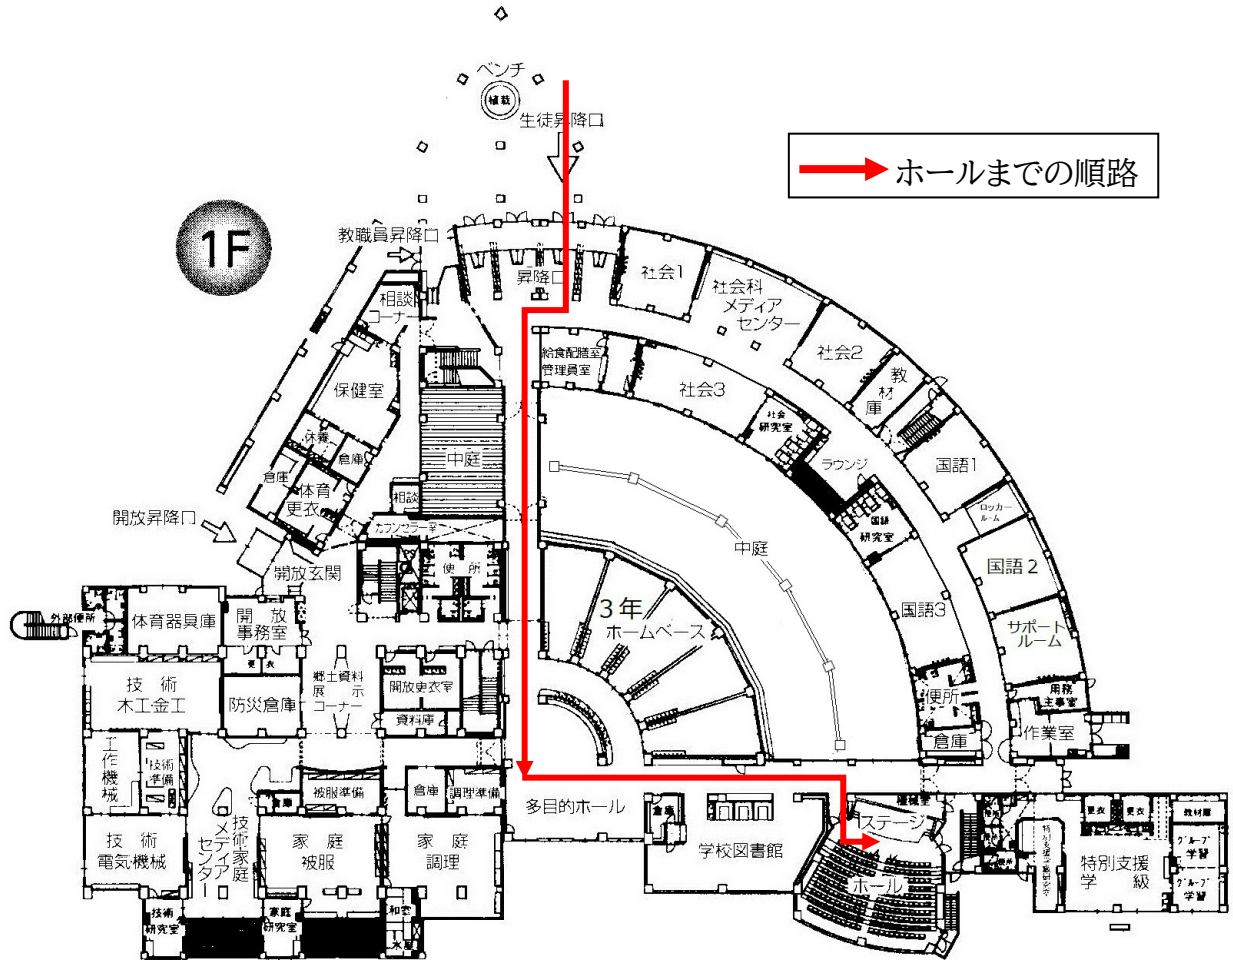 ベンチ
植栽
生徒昇降口
ホールまでの順路
1F
教職員昇降口
昇降口
相談
コーナー
社会1
社会科
メディア
センター
社会2
教
材
庫
給食配膳室
管理員室
社会3
社会
研究室
ラウンジ
国語1
ロッカー
ルーム
保健室
休養
倉庫
倉庫
体育
更衣
中庭
相談
カウンセラー室
開放昇降口
開放玄関
便所
中庭
国語
研究室
国語2
国語3
サポート
ルーム
3年
ホームベース
外部便所
体育器具庫
開放
事務室
更衣
技術
木工・金工
防災倉庫
郷土資料
展示
コーナー
開放更衣室
資料庫
便所
倉庫
用務
主事室
作業室
工作機械
技術
準備
倉庫
被服準備
倉庫
調理準備
多目的ホール
倉庫
学校図書館
機械室
ステージ
ホール
技術
電気機械
技術家庭
メディア
センター
家庭
被服
家庭
調理
技術
研究室
家庭
研究室
和室
水屋
便所
便所
更衣
更衣
教材庫
特別支援
学級
グループ
学習
グループ
学習